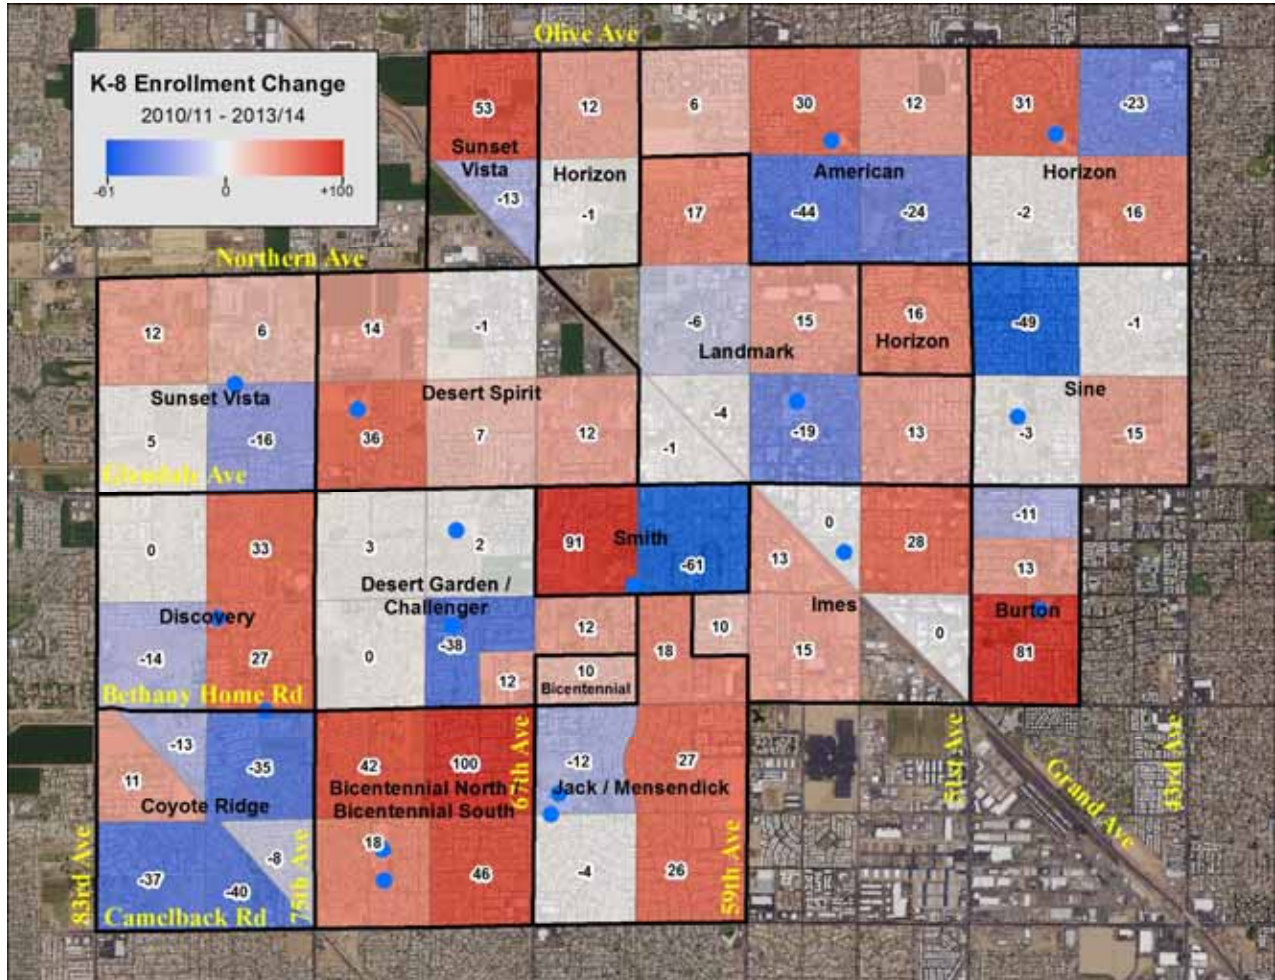 Olive Ave
K-8 Enrollment Change
2010/11 - 2013/14
-61 0 +100
53 12 6 30 12 31 -23
Sunset
Vista
Horizon
American
Horizon
-13 -1 17 -44 -24 -2 16
Northern Ave
12 6 14 -1 -6 15 16 -49 -1
Horizon
Landmark
Sunset Vista
Desert Spirit
Sine
5 -16 36 7 12 -1 -4 -19 13 -3 15
Glendale Ave
0 33 3 2 91 -61 13 0 28 -11
Smith
13
Desert Garden /
Challenger
Discovery
Imes
Burton
-14 27 0 -38 12 12 18 10 15 0 81
10
Bicentennial
Bethany Home Rd
-13 -35 42 100 -12 27
11
Coyote Ridge
Bicentennial North /
Bicentennial South
Jack / Mensendick
67th Ave
51st Ave
Grand Ave
43rd Ave
18
-37 -40 -8 46 -4 26
83rd Ave
75th Ave
59th Ave
Camelback Rd